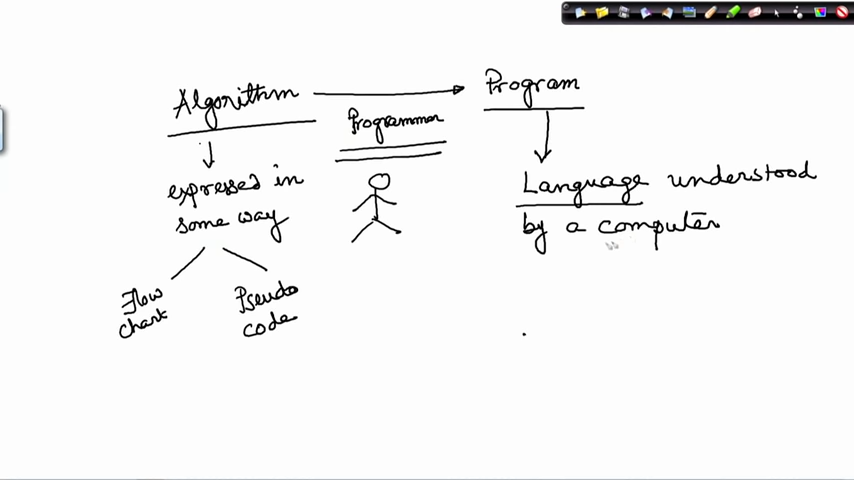 Algorithm
Program
Programmer
expressed in
some way
Language understood
by a computer
Flow
chart
Pseudo
code